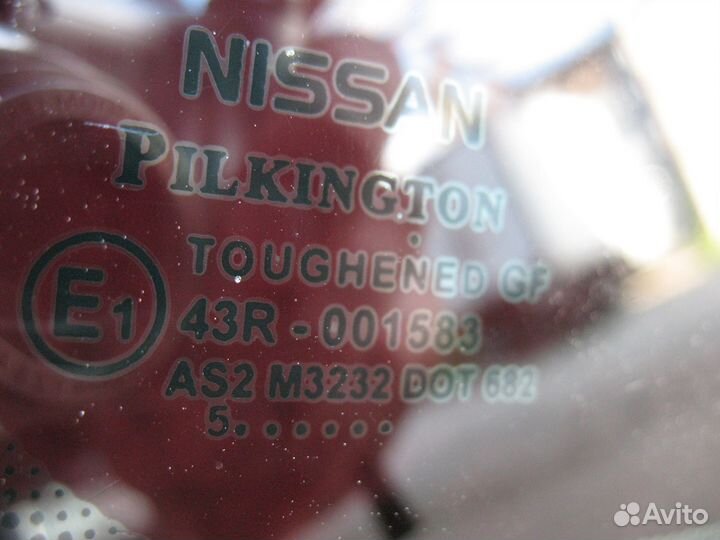 NISSAN
PILKINGTON
TOUGHENED GF
E1
43R - 001583
AS2 M3232 DOT 682
5......
Avito